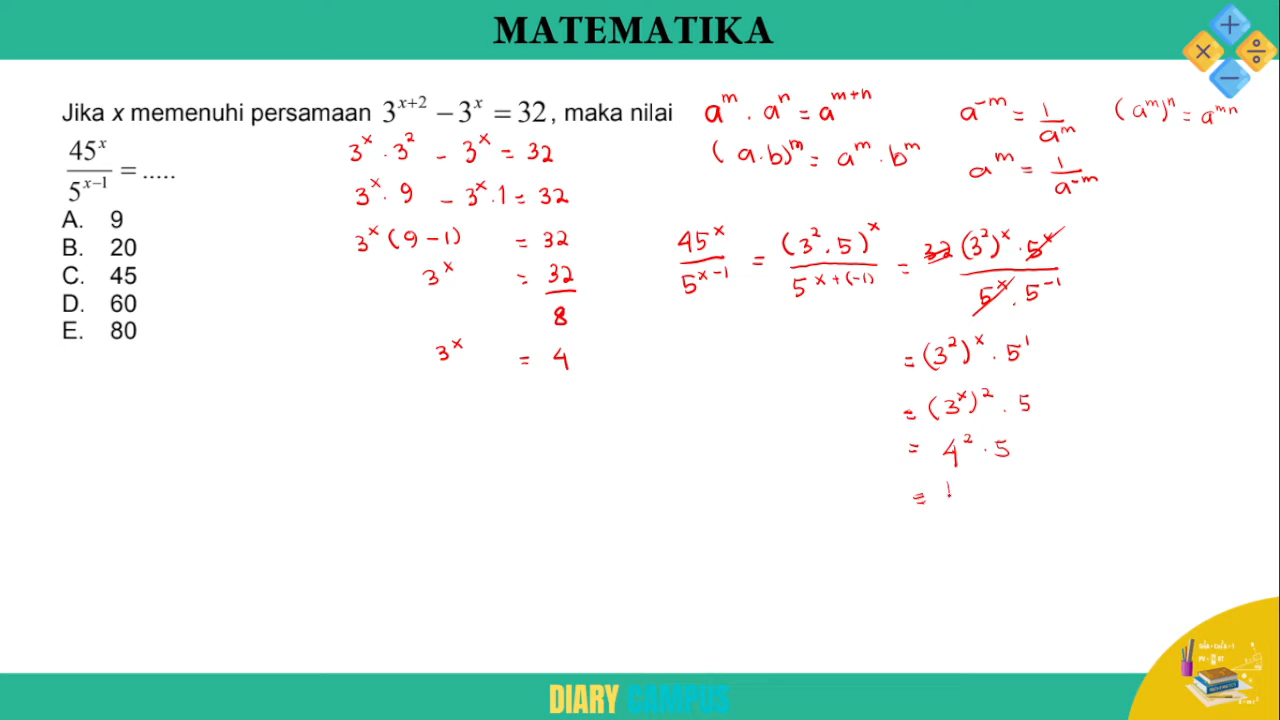 MATEMATIKA
Jika x memenuhi persamaan 3^{x+2} − 3^x = 32, maka nilai
45^x / 5^{x−1} = .....
A. 9
B. 20
C. 45
D. 60
E. 80
3^x . 3^2 − 3^x = 32
3^x . 9 − 3^x . 1 = 32
3^x (9 − 1) = 32
3^x = 32 / 8
3^x = 4
a^m . a^n = a^{m+n}
(a . b)^m = a^m . b^m
a^{−m} = 1 / a^m
a^m = 1 / a^{−m}
(a^m)^n = a^{mn}
45^x / 5^{x−1} = (3^2 . 5)^x / 5^{x+(−1)} = 32 (3^2)^x . 5^x / 5^x . 5^{−1}
= (3^2)^x . 5^1
= (3^x)^2 . 5
= 4^2 . 5
=
DIARY CAMPUS